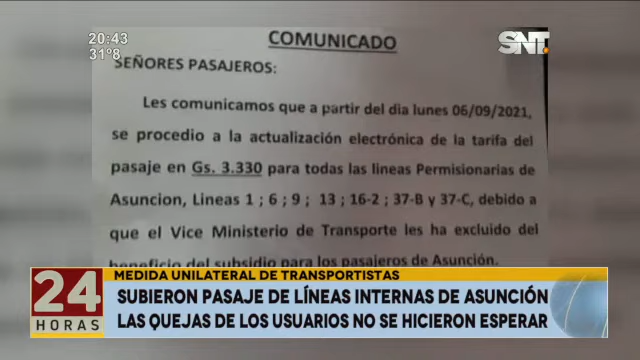 20:43
31°8
SNT
COMUNICADO
SEÑORES PASAJEROS:
Les comunicamos que a partir del dia lunes 06/09/2021,
se procedio a la actualización electrónica de la tarifa del
pasaje en Gs. 3.330 para todas las lineas Permisionarias de
Asuncion, Lineas 1 ; 6 ; 9 ; 13 ; 16-2 ; 37-B y 37-C, debido a
que el Vice Ministerio de Transporte les ha excluido del
beneficio del subsidio para los pasajeros de Asunción.
MEDIDA UNILATERAL DE TRANSPORTISTAS
24
HORAS
SUBIERON PASAJE DE LÍNEAS INTERNAS DE ASUNCIÓN
LAS QUEJAS DE LOS USUARIOS NO SE HICIERON ESPERAR